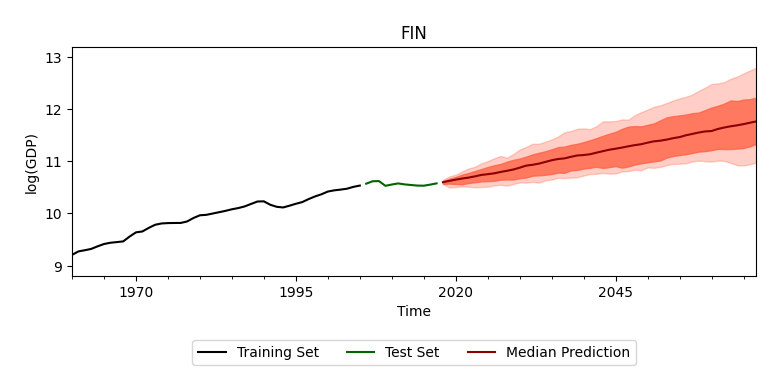 FIN
13
12
11
10
9
log(GDP)
1970
1995
2020
2045
Time
Training Set
Test Set
Median Prediction